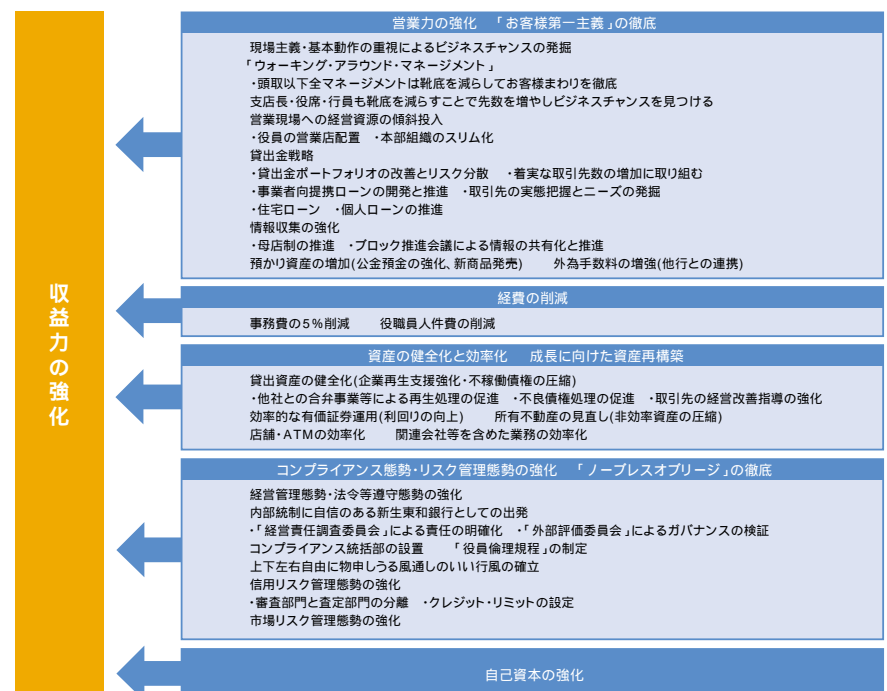 収益力の強化
営業力の強化 「お客様第一主義」の徹底
現場主義・基本動作の重視によるビジネスチャンスの発掘
「ウォーキング・アラウンド・マネージメント」
・頭取以下全マネージメントは靴底を減らしてお客様まわりを徹底
支店長・役席・行員も靴底を減らすことで先数を増やしビジネスチャンスを見つける
営業現場への経営資源の傾斜投入
・役員の営業店配置 ・本部組織のスリム化
貸出金戦略
・貸出金ポートフォリオの改善とリスク分散 ・着実な取引先数の増加に取り組む
・事業者向提携ローンの開発と推進 ・取引先の実態把握とニーズの発掘
・住宅ローン ・個人ローンの推進
情報収集の強化
・母店制の推進 ・ブロック推進会議による情報の共有化と推進
預かり資産の増加(公金預金の強化、新商品発売) 外為手数料の増強(他行との連携)
経費の削減
事務費の5%削減 役職員人件費の削減
資産の健全化と効率化 成長に向けた資産再構築
貸出資産の健全化(企業再生支援強化・不稼働債権の圧縮)
・他社との合弁事業等による再生処理の促進 ・不良債権処理の促進 ・取引先の経営改善指導の強化
効率的な有価証券運用(利回りの向上) 所有不動産の見直し(非効率資産の圧縮)
店舗・ATMの効率化 関連会社等を含めた業務の効率化
コンプライアンス態勢・リスク管理態勢の強化 「ノーブレスオブリージ」の徹底
経営管理態勢・法令等遵守態勢の強化
内部統制に自信のある新生東和銀行としての出発
・「経営責任調査委員会」による責任の明確化 ・「外部評価委員会」によるガバナンスの検証
コンプライアンス統括部の設置 「役員倫理規程」の制定
上下左右自由に物申しうる風通しのいい行風の確立
信用リスク管理態勢の強化
・審査部門と査定部門の分離 ・クレジット・リミットの設定
市場リスク管理態勢の強化
自己資本の強化